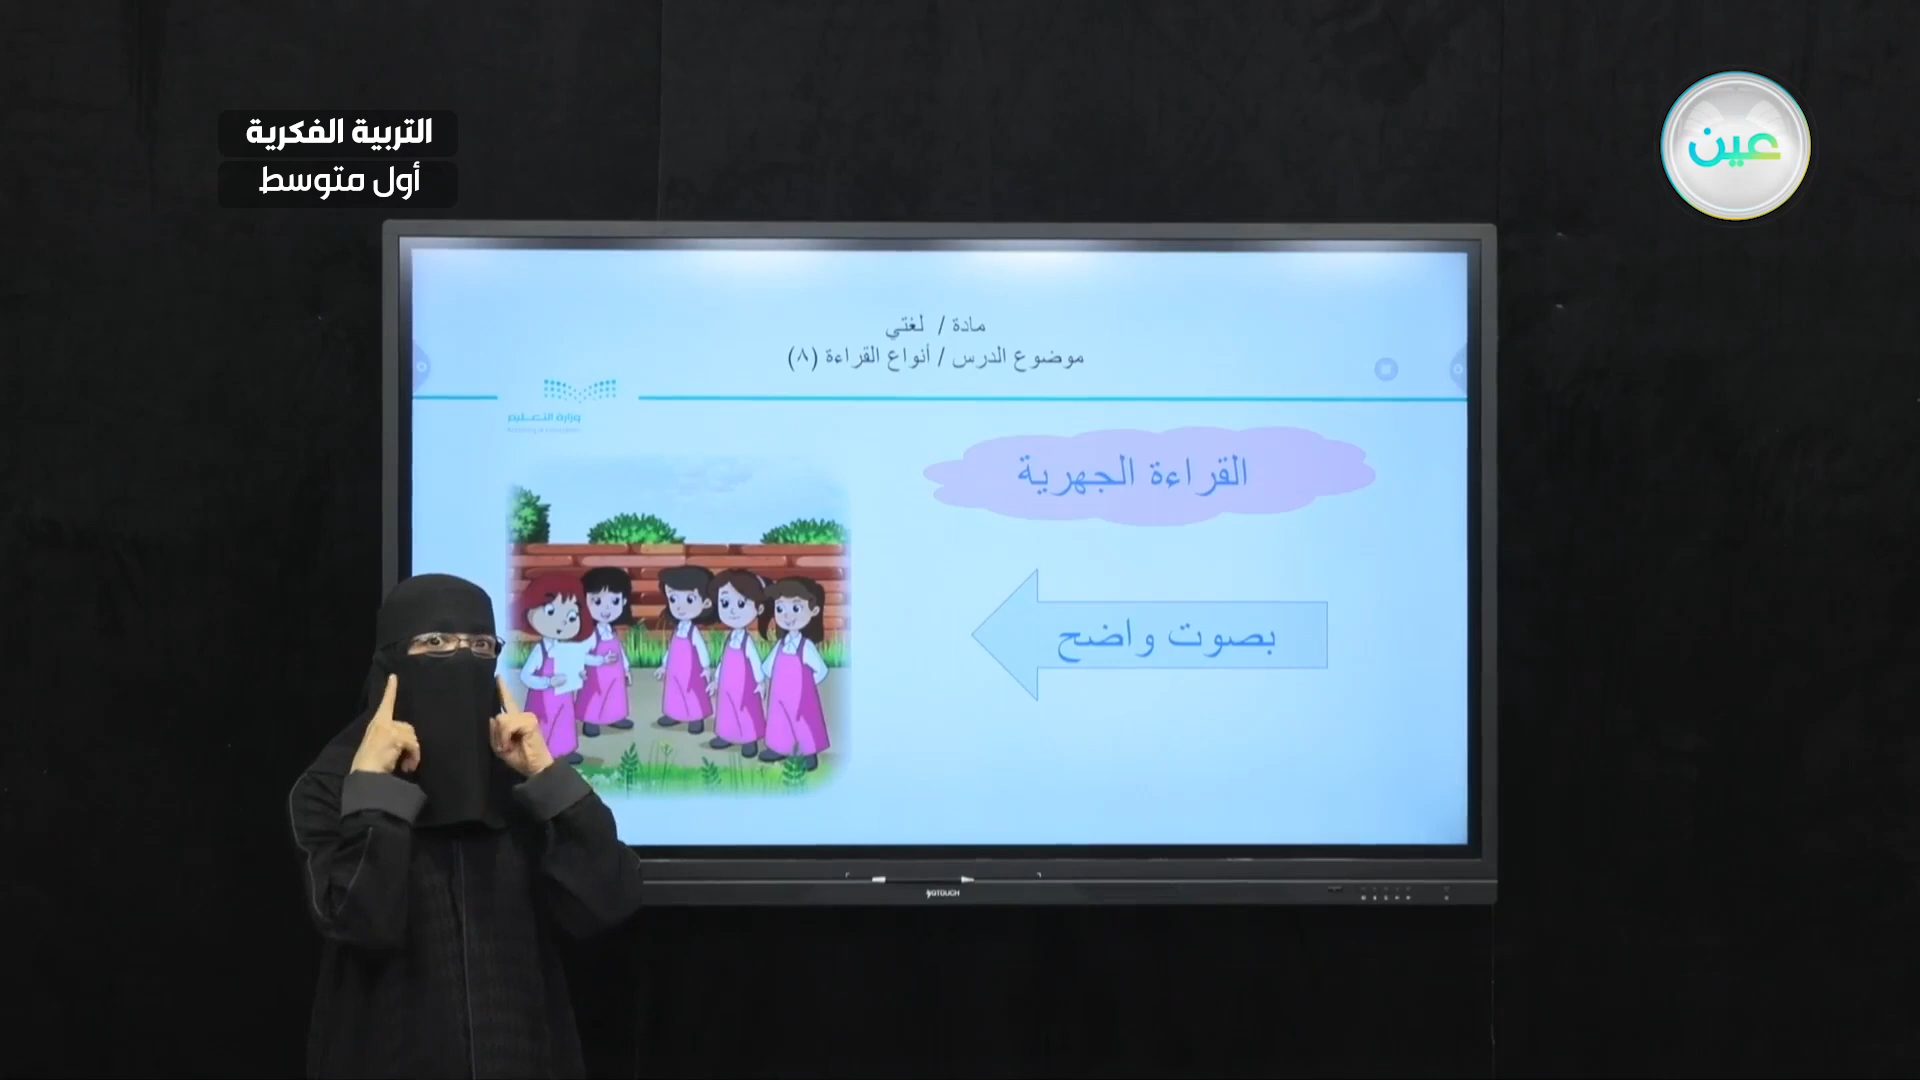 التربية الفكرية
أول متوسط
عين
مادة / لغتي
موضوع الدرس / أنواع القراءة (٨)
وزارة التعليم
القراءة الجهرية
بصوت واضح